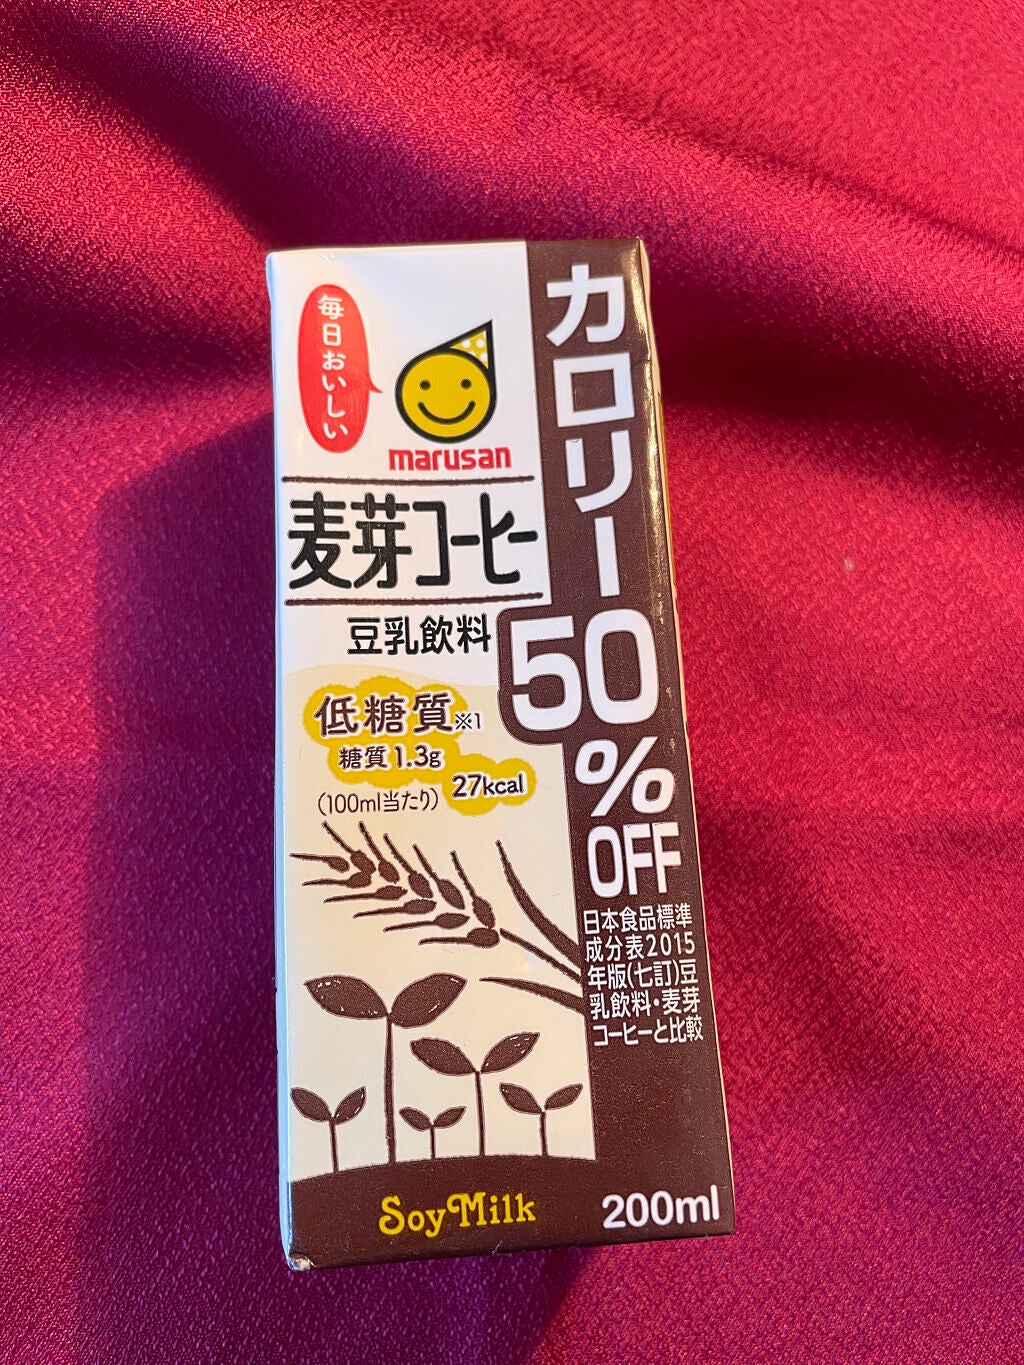 毎日おいしい
marusan
麦芽コーヒー
豆乳飲料
低糖質※1
糖質1.3g
27kcal
(100ml当たり)
カロリー50%OFF
日本食品標準
成分表2015
年版(七訂)豆
乳飲料・麦芽
コーヒーと比較
SoyMilk
200ml